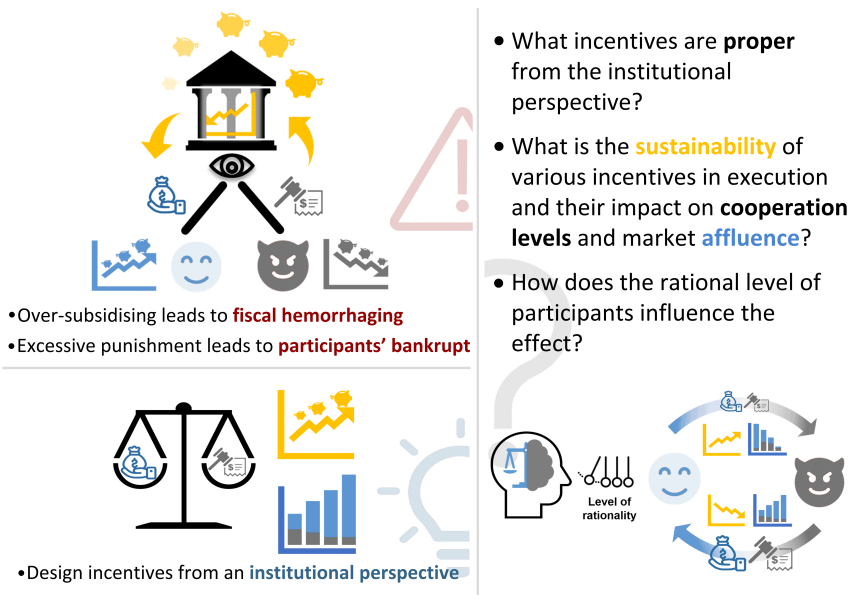 •Over-subsidising leads to fiscal hemorrhaging
•Excessive punishment leads to participants' bankrupt
•Design incentives from an institutional perspective
• What incentives are proper
from the institutional
perspective?
• What is the sustainability of
various incentives in execution
and their impact on cooperation
levels and market affluence?
• How does the rational level of
participants influence the
effect?
Level of
rationality